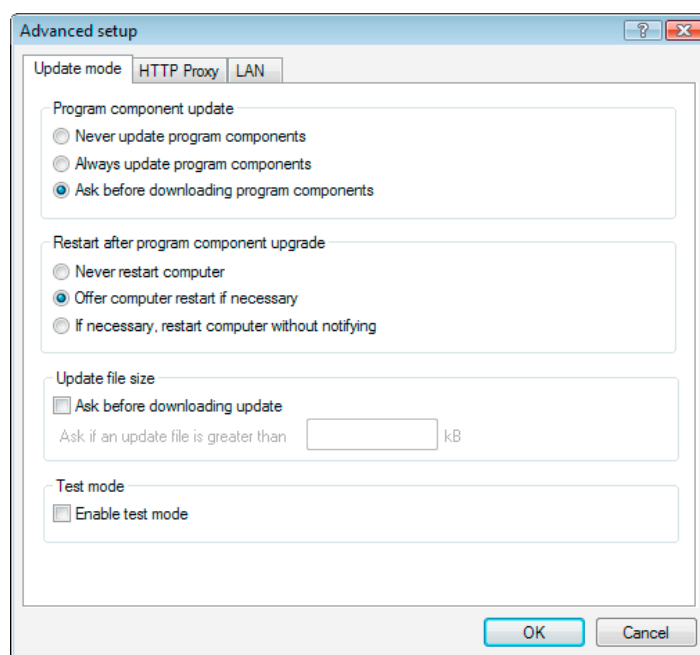 Advanced setup
?
Update mode HTTP Proxy LAN
Program component update
Never update program components
Always update program components
Ask before downloading program components
Restart after program component upgrade
Never restart computer
Offer computer restart if necessary
If necessary, restart computer without notifying
Update file size
Ask before downloading update
Ask if an update file is greater than kB
Test mode
Enable test mode
OK Cancel